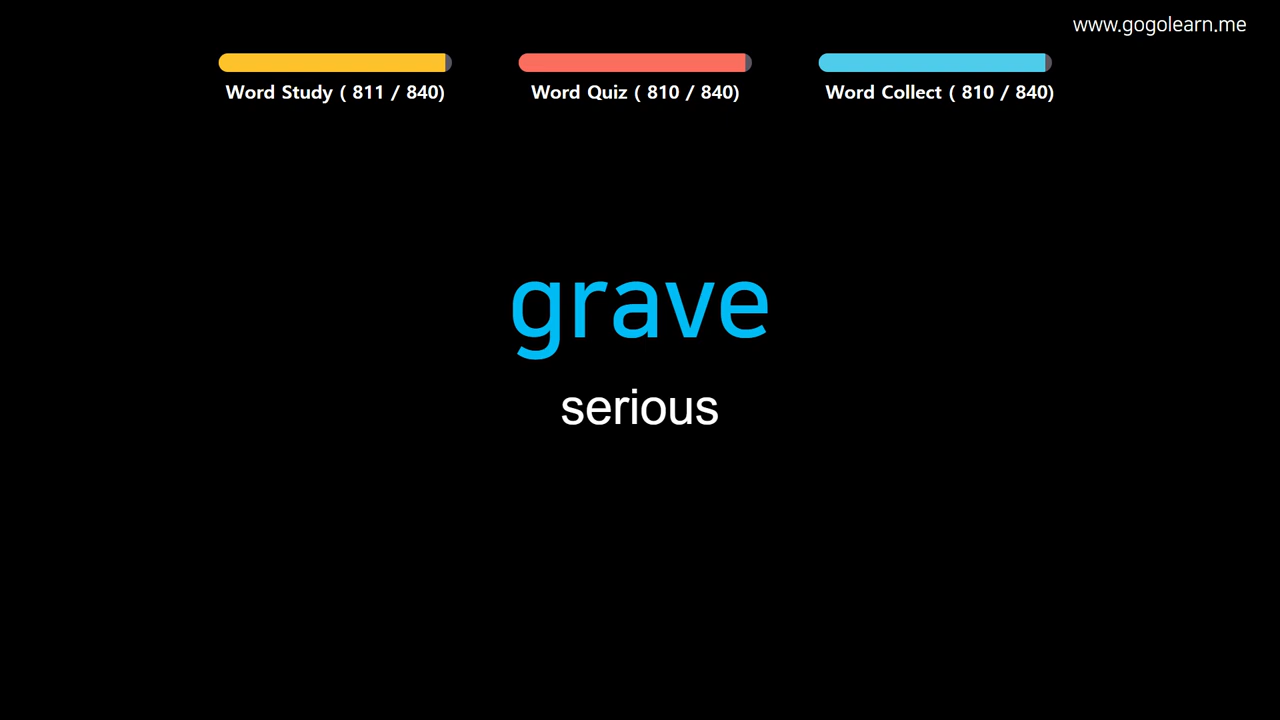 www.gogolearn.me
Word Study ( 811 / 840)
Word Quiz ( 810 / 840)
Word Collect ( 810 / 840)
grave
serious